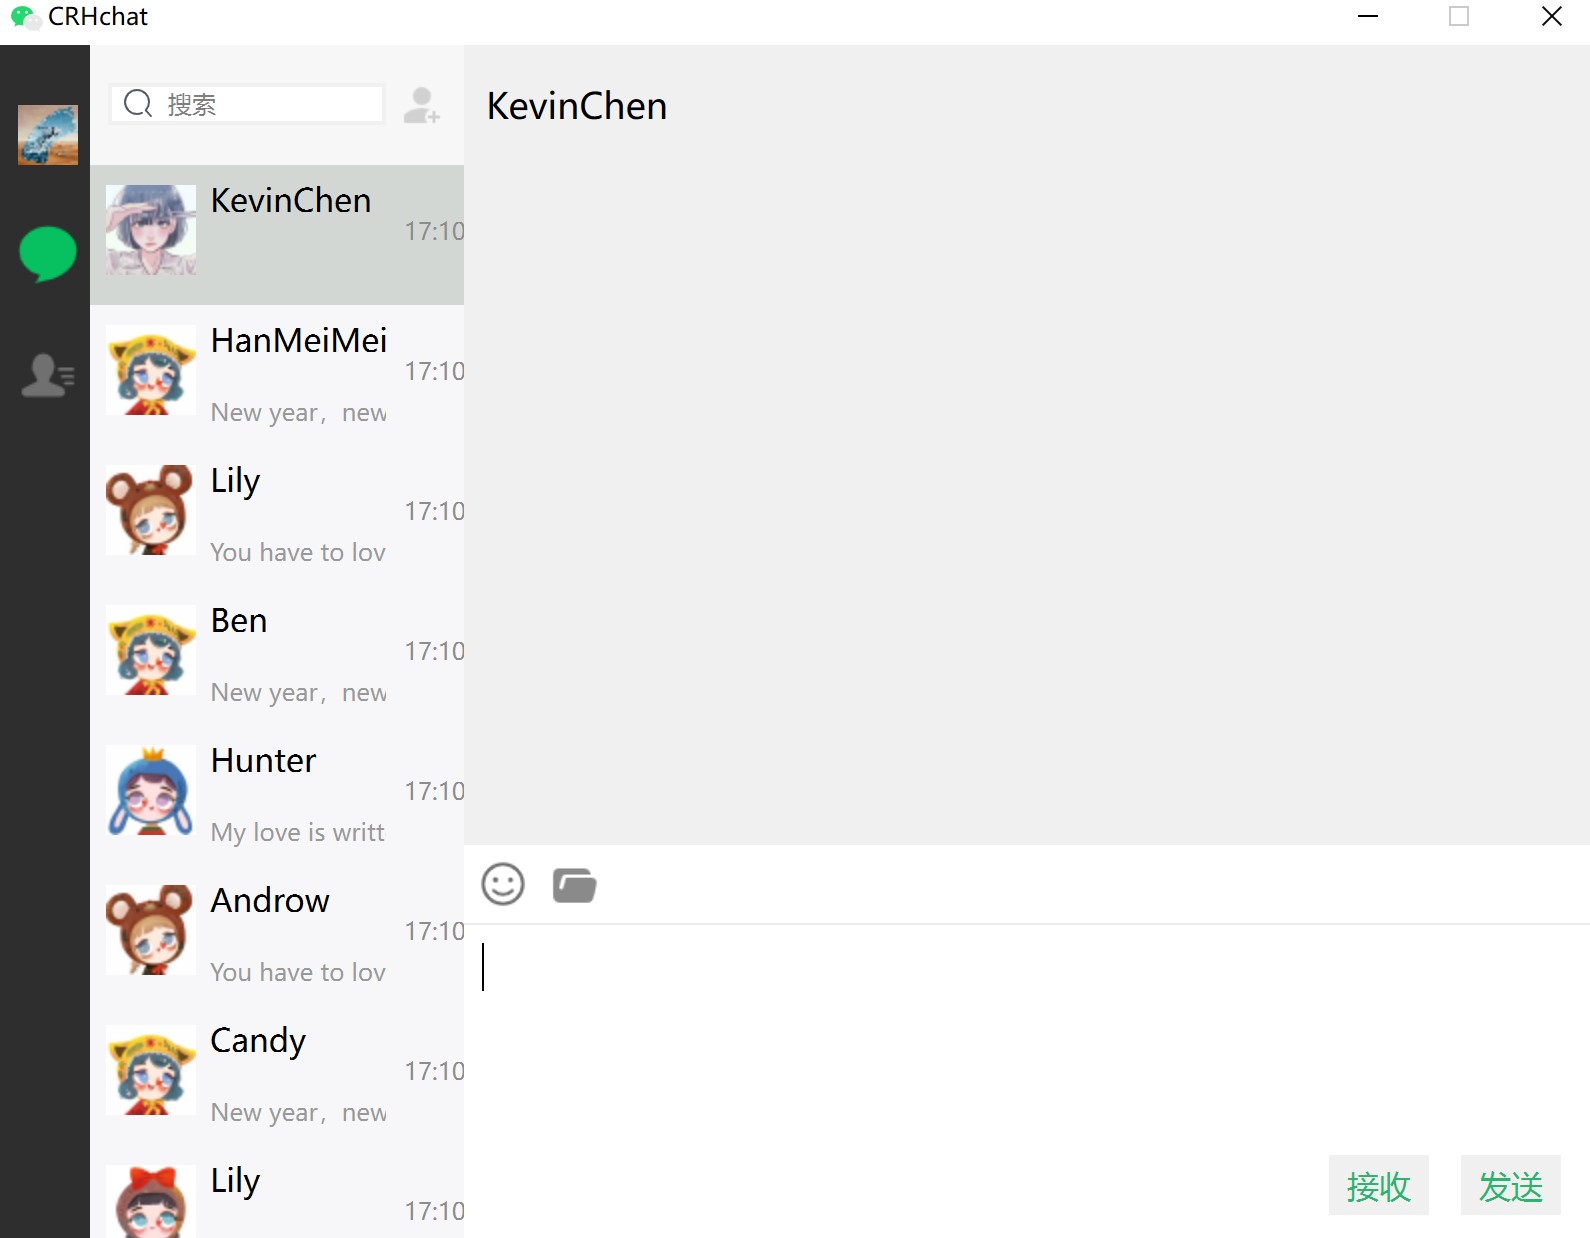 CRHchat
搜索
KevinChen
KevinChen
17:10
HanMeiMei
17:10
New year，new
Lily
17:10
You have to lov
Ben
17:10
New year，new
Hunter
17:10
My love is writt
Androw
17:10
You have to lov
Candy
17:10
New year，new
Lily
17:10
接收
发送